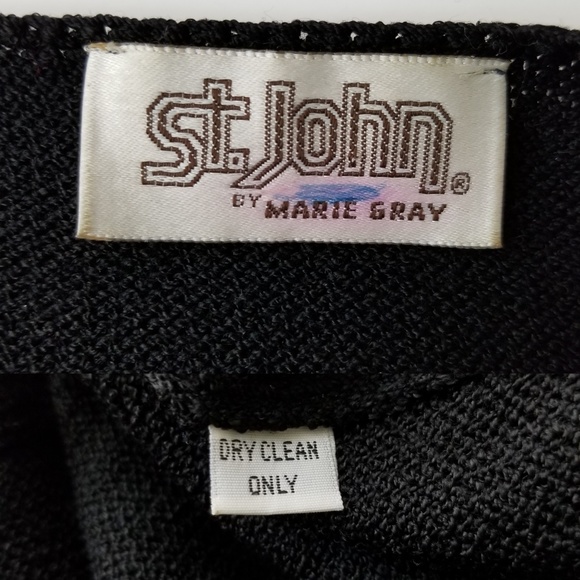 St. John®
BY MARIE GRAY
DRY CLEAN
ONLY